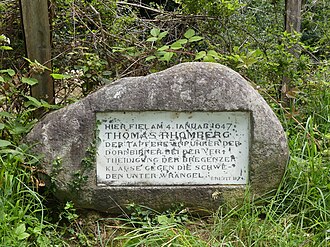 HIER FIEL AM 4. JANUAR 1647
THOMAS RHOMBERG
DER TAPFERE ANFÜHRER DER
DORNBIRNER BEI DER VER-
THEIDIGUNG DER BREGENZER
KLAUSE GEGEN DIE SCHWE-
DEN UNTER WRANGEL.